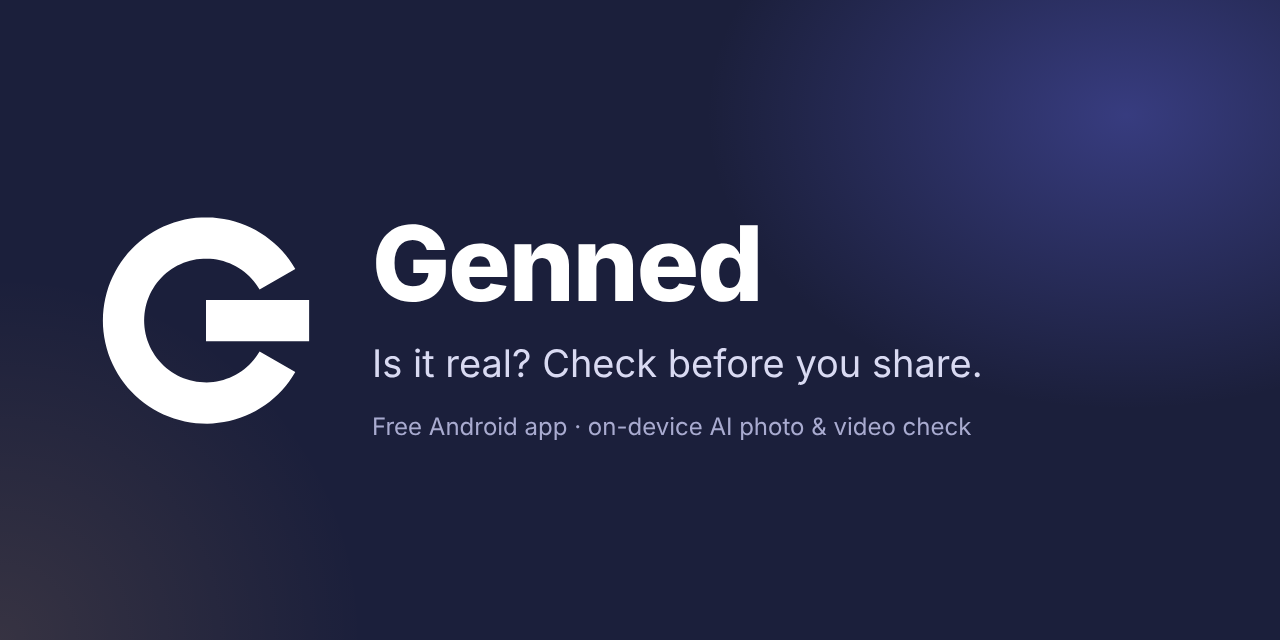 Genned
Is it real? Check before you share.
Free Android app · on-device AI photo & video check